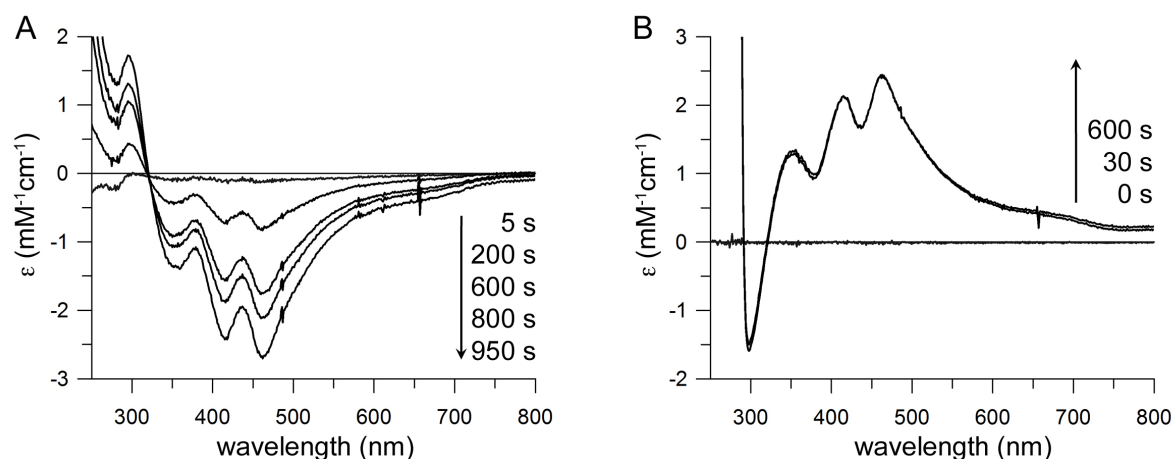 A
ε (mM-1cm-1)
2
1
0
-1
-2
-3
5 s
200 s
600 s
800 s
950 s
300 400 500 600 700 800
wavelength (nm)
B
ε (mM-1cm-1)
3
2
1
0
-1
-2
600 s
30 s
0 s
300 400 500 600 700 800
wavelength (nm)